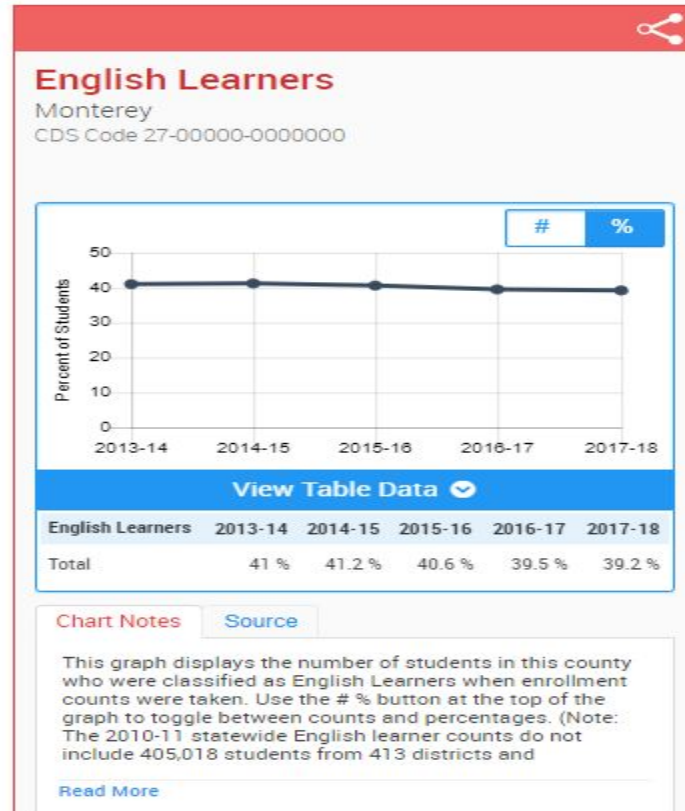 English Learners
Monterey
CDS Code 27-00000-0000000
# %
Percent of Students
50
40
30
20
10
0
2013-14 2014-15 2015-16 2016-17 2017-18
View Table Data
English Learners 2013-14 2014-15 2015-16 2016-17 2017-18
Total 41 % 41.2 % 40.6 % 39.5 % 39.2 %
Chart Notes Source
This graph displays the number of students in this county
who were classified as English Learners when enrollment
counts were taken. Use the # % button at the top of the
graph to toggle between counts and percentages. (Note:
The 2010-11 statewide English learner counts do not
include 405,018 students from 413 districts and
Read More